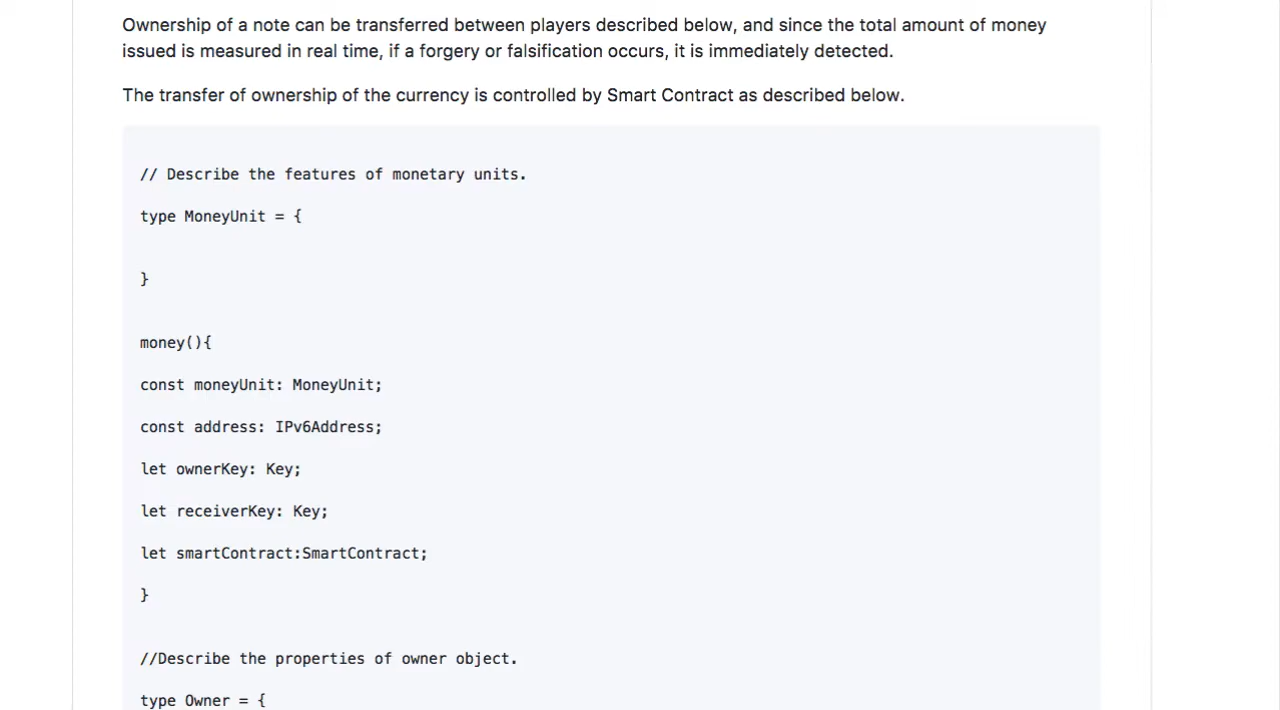 Ownership of a note can be transferred between players described below, and since the total amount of money
issued is measured in real time, if a forgery or falsification occurs, it is immediately detected.
The transfer of ownership of the currency is controlled by Smart Contract as described below.
// Describe the features of monetary units.
type MoneyUnit = {
}
money(){
const moneyUnit: MoneyUnit;
const address: IPv6Address;
let ownerKey: Key;
let receiverKey: Key;
let smartContract:SmartContract;
}
//Describe the properties of owner object.
type Owner = {